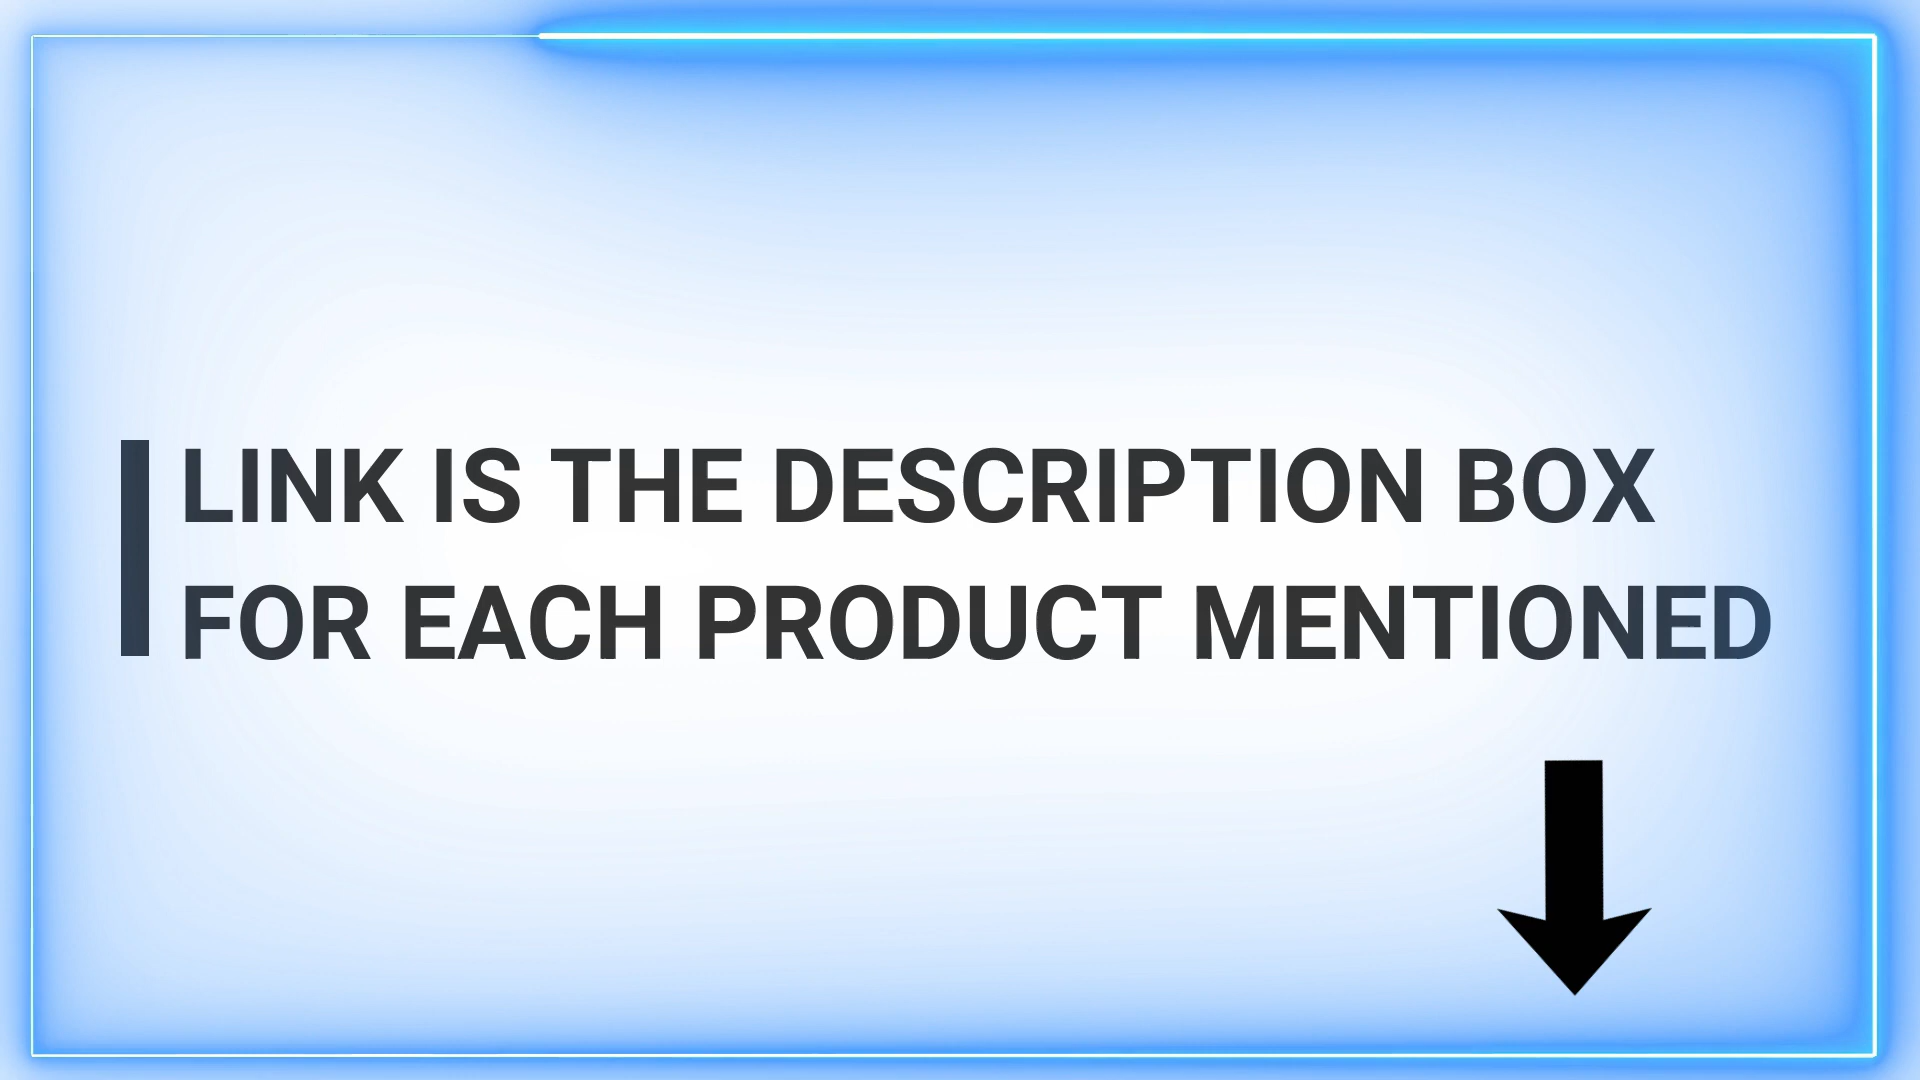 LINK IS THE DESCRIPTION BOX
FOR EACH PRODUCT MENTIONED